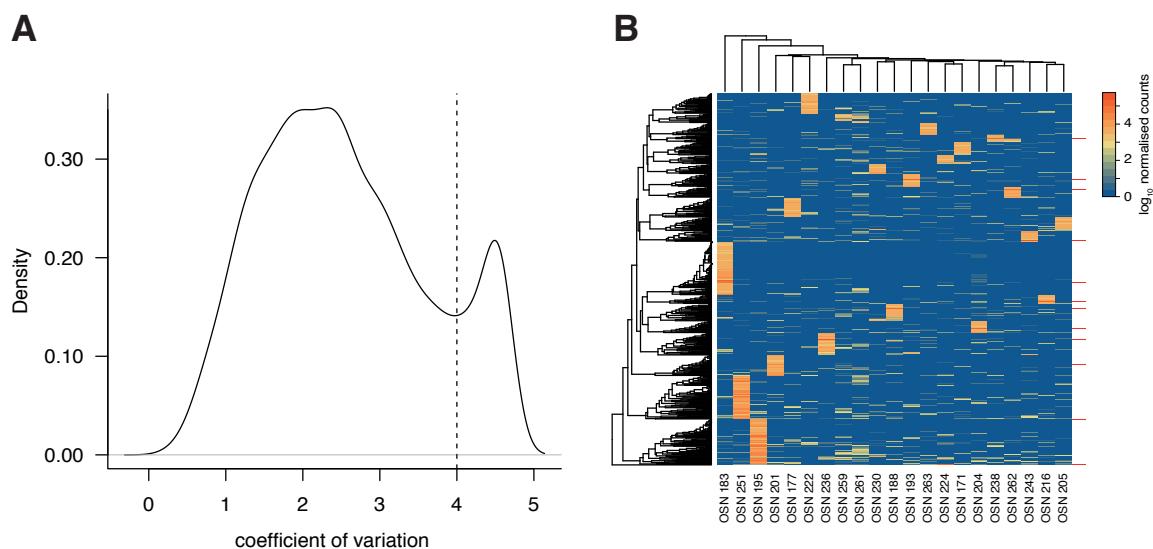 A
B
0.30
0.20
0.10
0.00
Density
0
1
2
3
4
5
coefficient of variation
4
2
0
log10 normalised counts
OSN 183
OSN 251
OSN 195
OSN 201
OSN 177
OSN 222
OSN 236
OSN 259
OSN 261
OSN 230
OSN 188
OSN 193
OSN 263
OSN 224
OSN 171
OSN 204
OSN 238
OSN 262
OSN 243
OSN 216
OSN 205